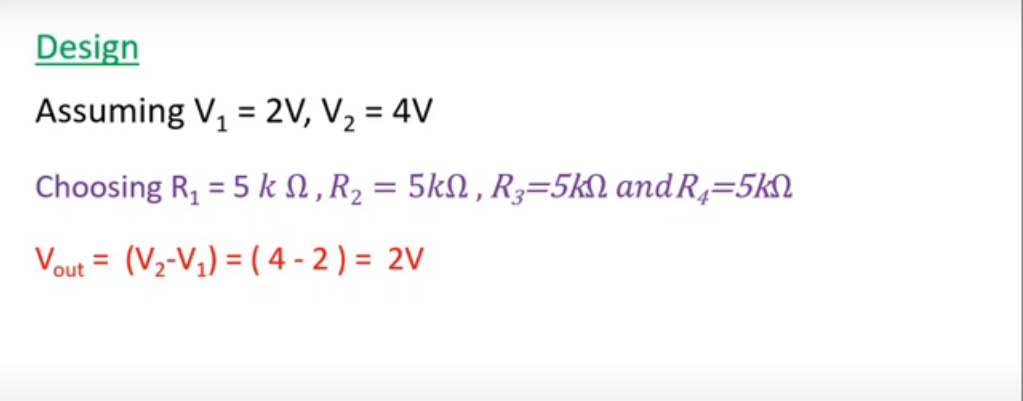 Design
Assuming V₁ = 2V, V₂ = 4V
Choosing R₁ = 5 k Ω , R₂ = 5kΩ , R₃=5kΩ and R₄=5kΩ
Vout = (V₂-V₁) = ( 4 - 2 ) = 2V